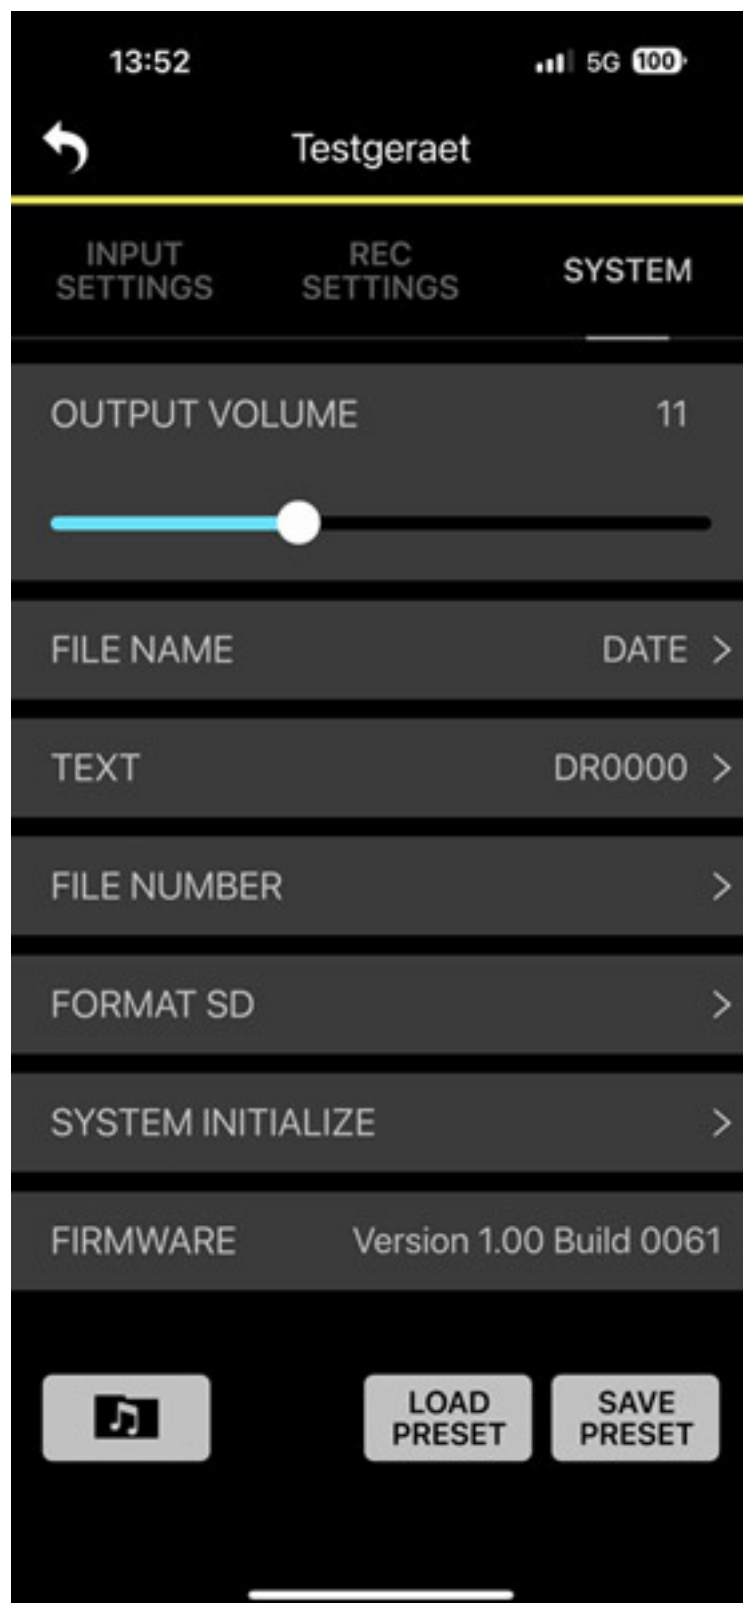 13:52 5G 100
Testgeraet
INPUT SETTINGS
REC SETTINGS
SYSTEM
OUTPUT VOLUME 11
FILE NAME DATE >
TEXT DR0000 >
FILE NUMBER >
FORMAT SD >
SYSTEM INITIALIZE >
FIRMWARE Version 1.00 Build 0061
LOAD PRESET
SAVE PRESET